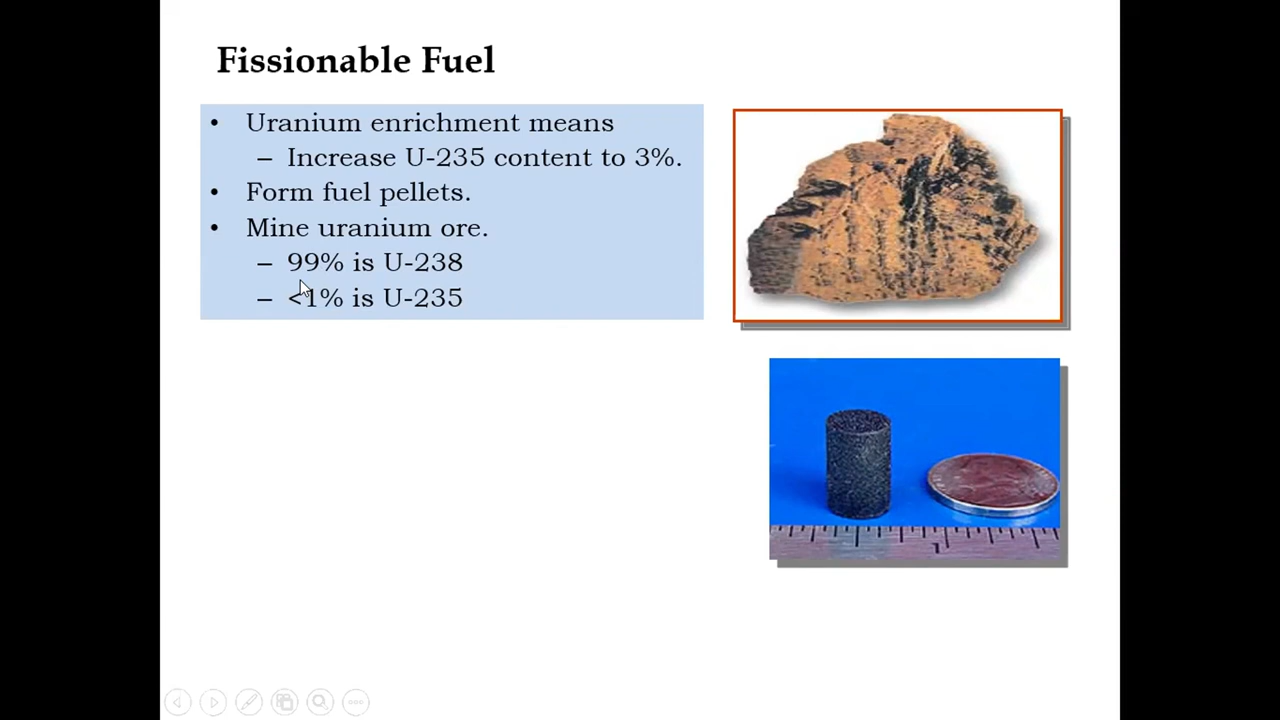 Fissionable Fuel
• Uranium enrichment means
– Increase U-235 content to 3%.
• Form fuel pellets.
• Mine uranium ore.
– 99% is U-238
– <1% is U-235
1